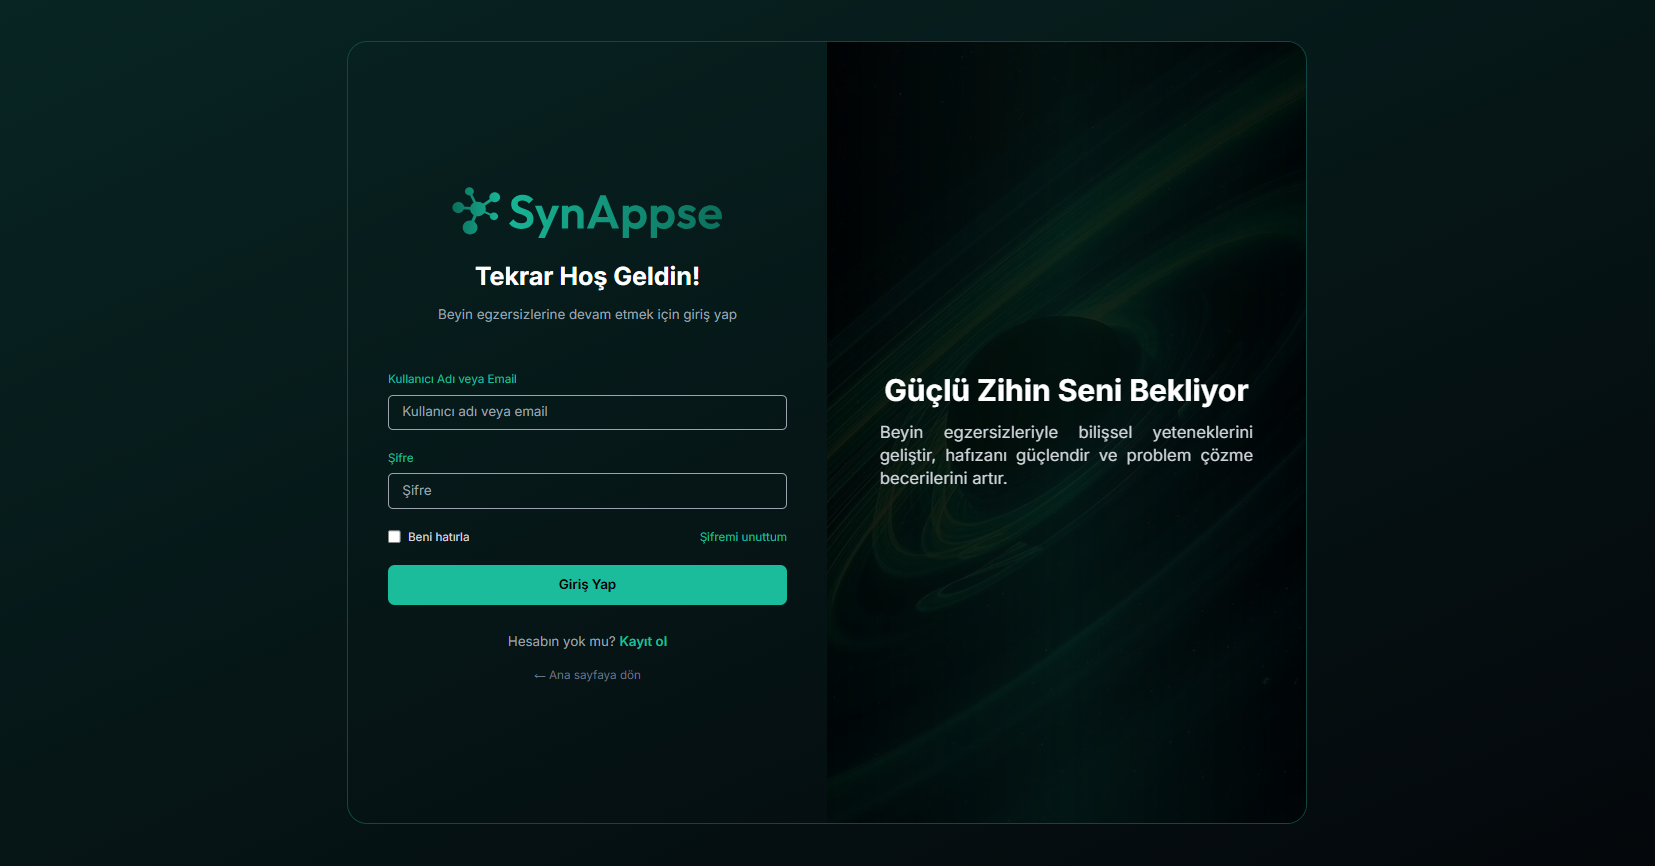 SynAppse
Tekrar Hoş Geldin!
Beyin egzersizlerine devam etmek için giriş yap
Kullanıcı Adı veya Email
Kullanıcı adı veya email
Şifre
Şifre
Beni hatırla
Şifremi unuttum
Giriş Yap
Hesabın yok mu? Kayıt ol
← Ana sayfaya dön
Güçlü Zihin Seni Bekliyor
Beyin egzersizleriyle bilişsel yeteneklerini
geliştir, hafızanı güçlendir ve problem çözme
becerilerini artır.